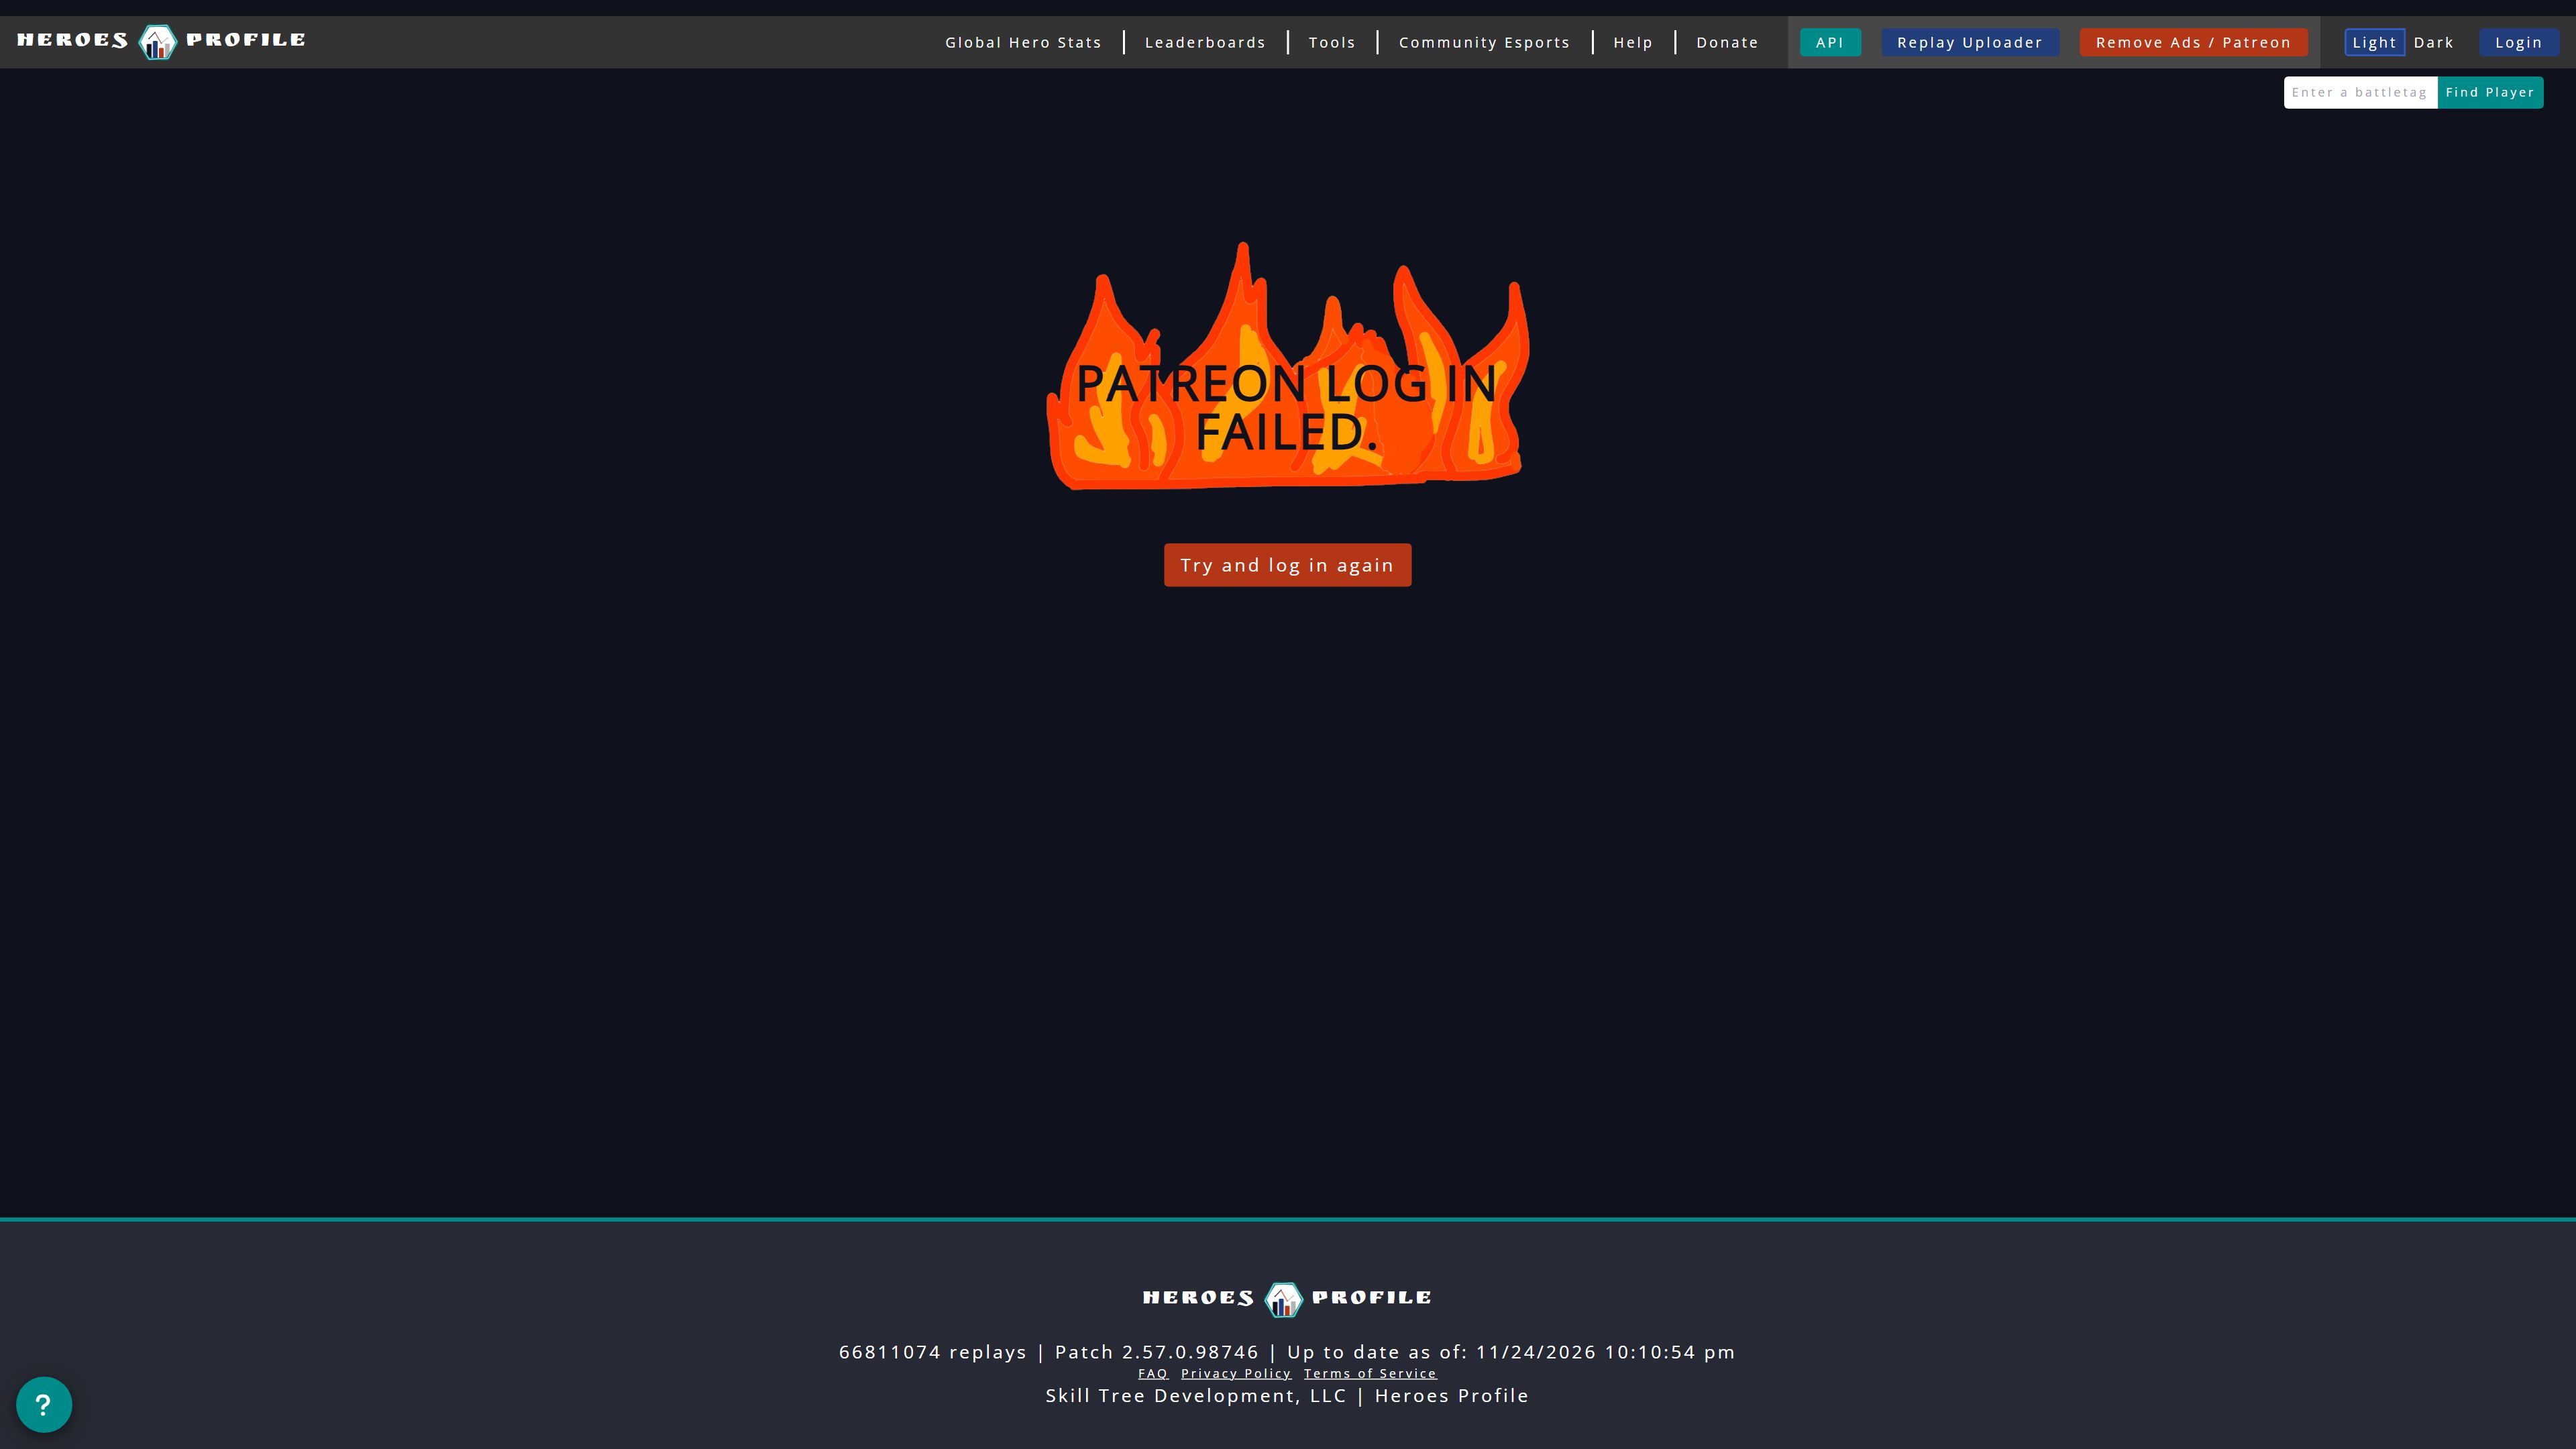 HEROES PROFILE
Global Hero Stats
Leaderboards
Tools
Community Esports
Help
Donate
API
Replay Uploader
Remove Ads / Patreon
Light
Dark
Login
Enter a battletag
Find Player
PATREON LOG IN
FAILED.
Try and log in again
HEROES PROFILE
66811074 replays | Patch 2.57.0.98746 | Up to date as of: 11/24/2026 10:10:54 pm
FAQ Privacy Policy Terms of Service
Skill Tree Development, LLC | Heroes Profile
?